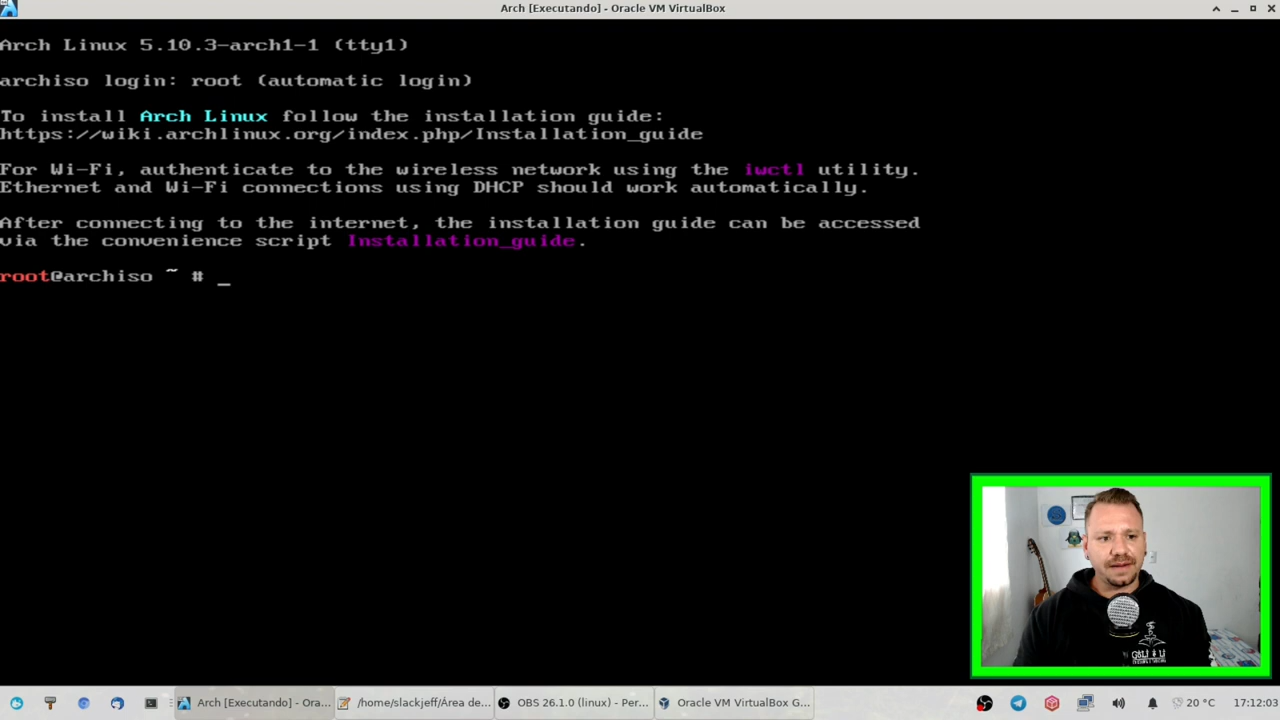 Arch [Executando] - Oracle VM VirtualBox
Arch Linux 5.10.3-arch1-1 (tty1)
archiso login: root (automatic login)
To install Arch Linux follow the installation guide:
https://wiki.archlinux.org/index.php/Installation_guide
For Wi-Fi, authenticate to the wireless network using the iwctl utility.
Ethernet and Wi-Fi connections using DHCP should work automatically.
After connecting to the internet, the installation guide can be accessed
via the convenience script Installation_guide.
root@archiso ~ # _
Arch [Executando] - Ora... /home/slackjeff/Área de... OBS 26.1.0 (linux) - Per... Oracle VM VirtualBox G... 20 °C 17:12:03